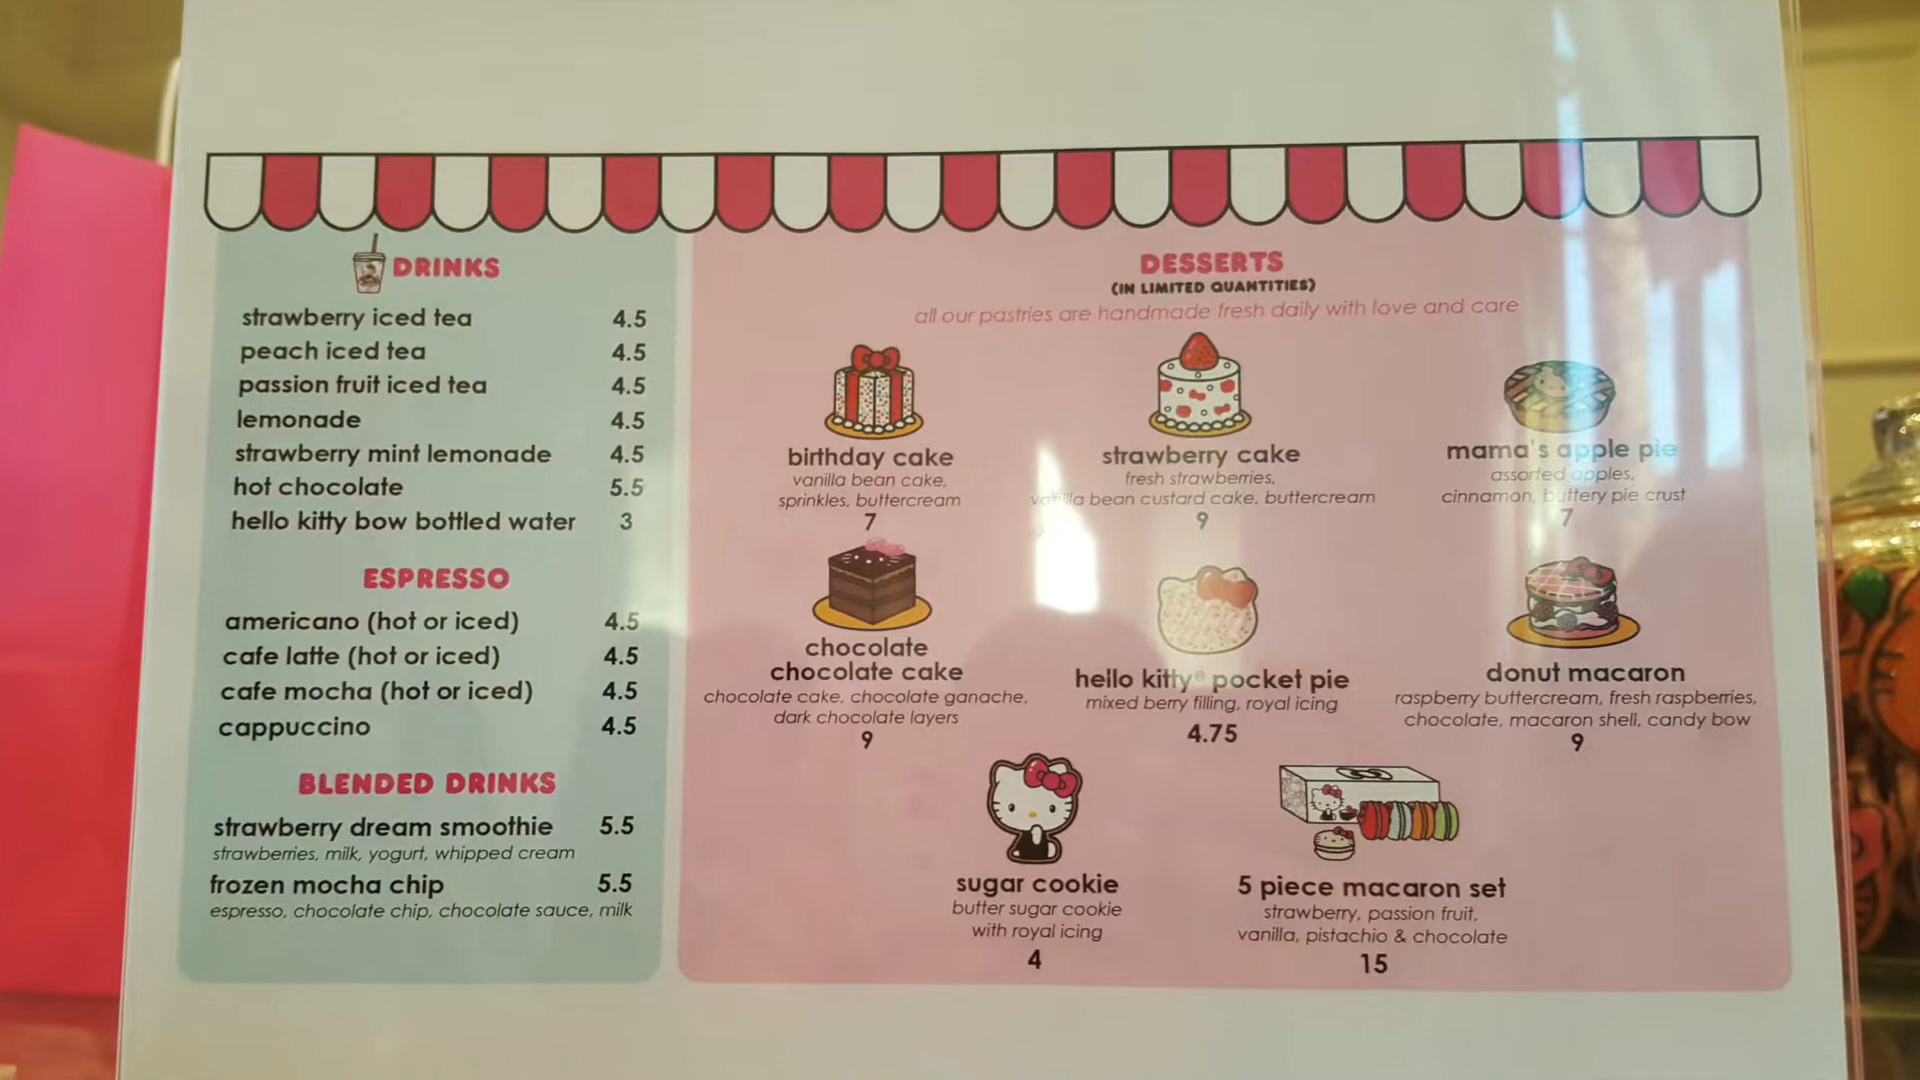 DRINKS
strawberry iced tea 4.5
peach iced tea 4.5
passion fruit iced tea 4.5
lemonade 4.5
strawberry mint lemonade 4.5
hot chocolate 5.5
hello kitty bow bottled water 3
ESPRESSO
americano (hot or iced) 4.5
cafe latte (hot or iced) 4.5
cafe mocha (hot or iced) 4.5
cappuccino 4.5
BLENDED DRINKS
strawberry dream smoothie 5.5
strawberries, milk, yogurt, whipped cream
frozen mocha chip 5.5
espresso, chocolate chip, chocolate sauce, milk
DESSERTS
(IN LIMITED QUANTITIES)
all our pastries are handmade fresh daily with love and care
birthday cake
vanilla bean cake,
sprinkles, buttercream
7
strawberry cake
fresh strawberries,
vanilla bean custard cake, buttercream
9
mama's apple pie
assorted apples,
cinnamon, buttery pie crust
7
chocolate
chocolate cake
chocolate cake, chocolate ganache,
dark chocolate layers
9
hello kitty® pocket pie
mixed berry filling, royal icing
4.75
donut macaron
raspberry buttercream, fresh raspberries,
chocolate, macaron shell, candy bow
9
sugar cookie
butter sugar cookie
with royal icing
4
5 piece macaron set
strawberry, passion fruit,
vanilla, pistachio & chocolate
15